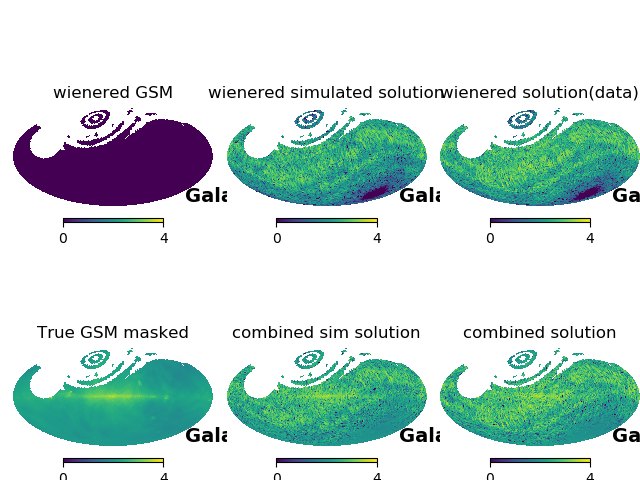 wienered GSM
wienered simulated solution
wienered solution(data)
Gala
Gala
Ga
0 4
0 4
0 4
True GSM masked
combined sim solution
combined solution
Gala
Gala
Ga
0 4
0 4
0 4